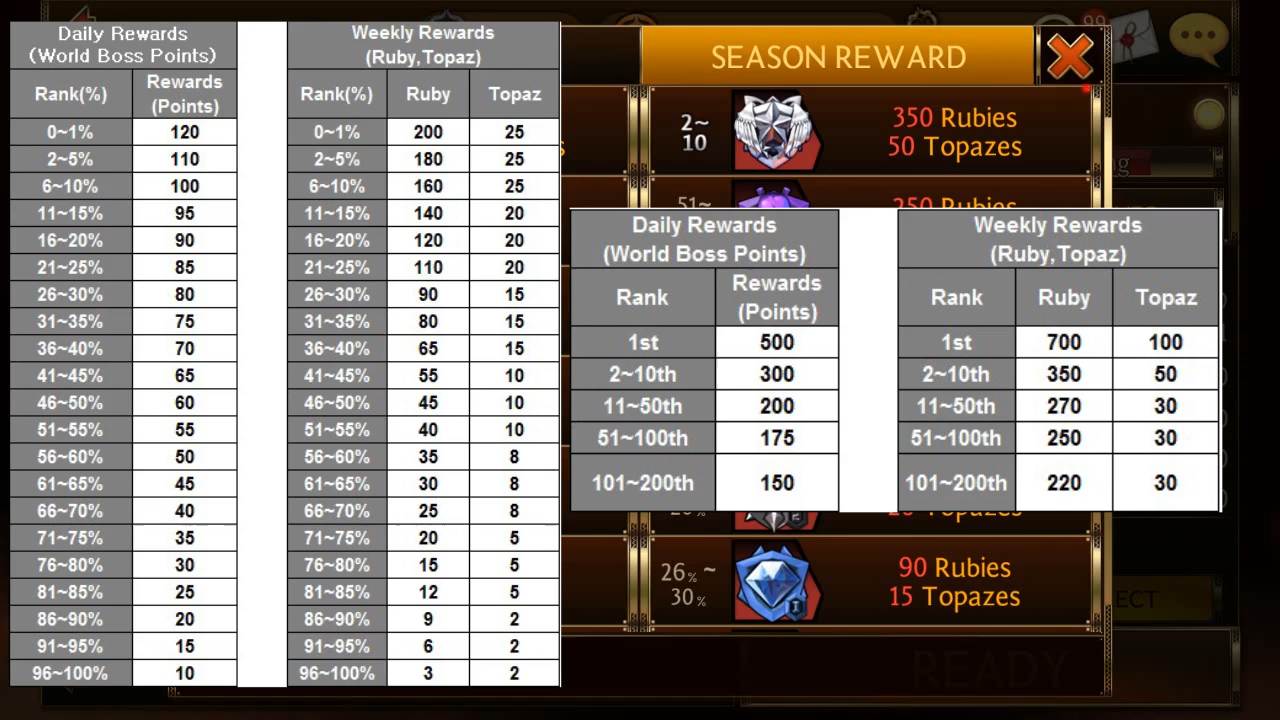 Daily Rewards
(World Boss Points)
Rank(%) Rewards (Points)
0~1% 120
2~5% 110
6~10% 100
11~15% 95
16~20% 90
21~25% 85
26~30% 80
31~35% 75
36~40% 70
41~45% 65
46~50% 60
51~55% 55
56~60% 50
61~65% 45
66~70% 40
71~75% 35
76~80% 30
81~85% 25
86~90% 20
91~95% 15
96~100% 10
Weekly Rewards
(Ruby,Topaz)
Rank(%) Ruby Topaz
0~1% 200 25
2~5% 180 25
6~10% 160 25
11~15% 140 20
16~20% 120 20
21~25% 110 20
26~30% 90 15
31~35% 80 15
36~40% 65 15
41~45% 55 10
46~50% 45 10
51~55% 40 10
56~60% 35 8
61~65% 30 8
66~70% 25 8
71~75% 20 5
76~80% 15 5
81~85% 12 5
86~90% 9 2
91~95% 6 2
96~100% 3 2
SEASON REWARD
99
2~
10
350 Rubies
50 Topazes
51~
250 Rubies
Daily Rewards
(World Boss Points)
Rank Rewards (Points)
1st 500
2~10th 300
11~50th 200
51~100th 175
101~200th 150
Weekly Rewards
(Ruby,Topaz)
Rank Ruby Topaz
1st 700 100
2~10th 350 50
11~50th 270 30
51~100th 250 30
101~200th 220 30
Topazes
26% ~
30%
90 Rubies
15 Topazes
READY